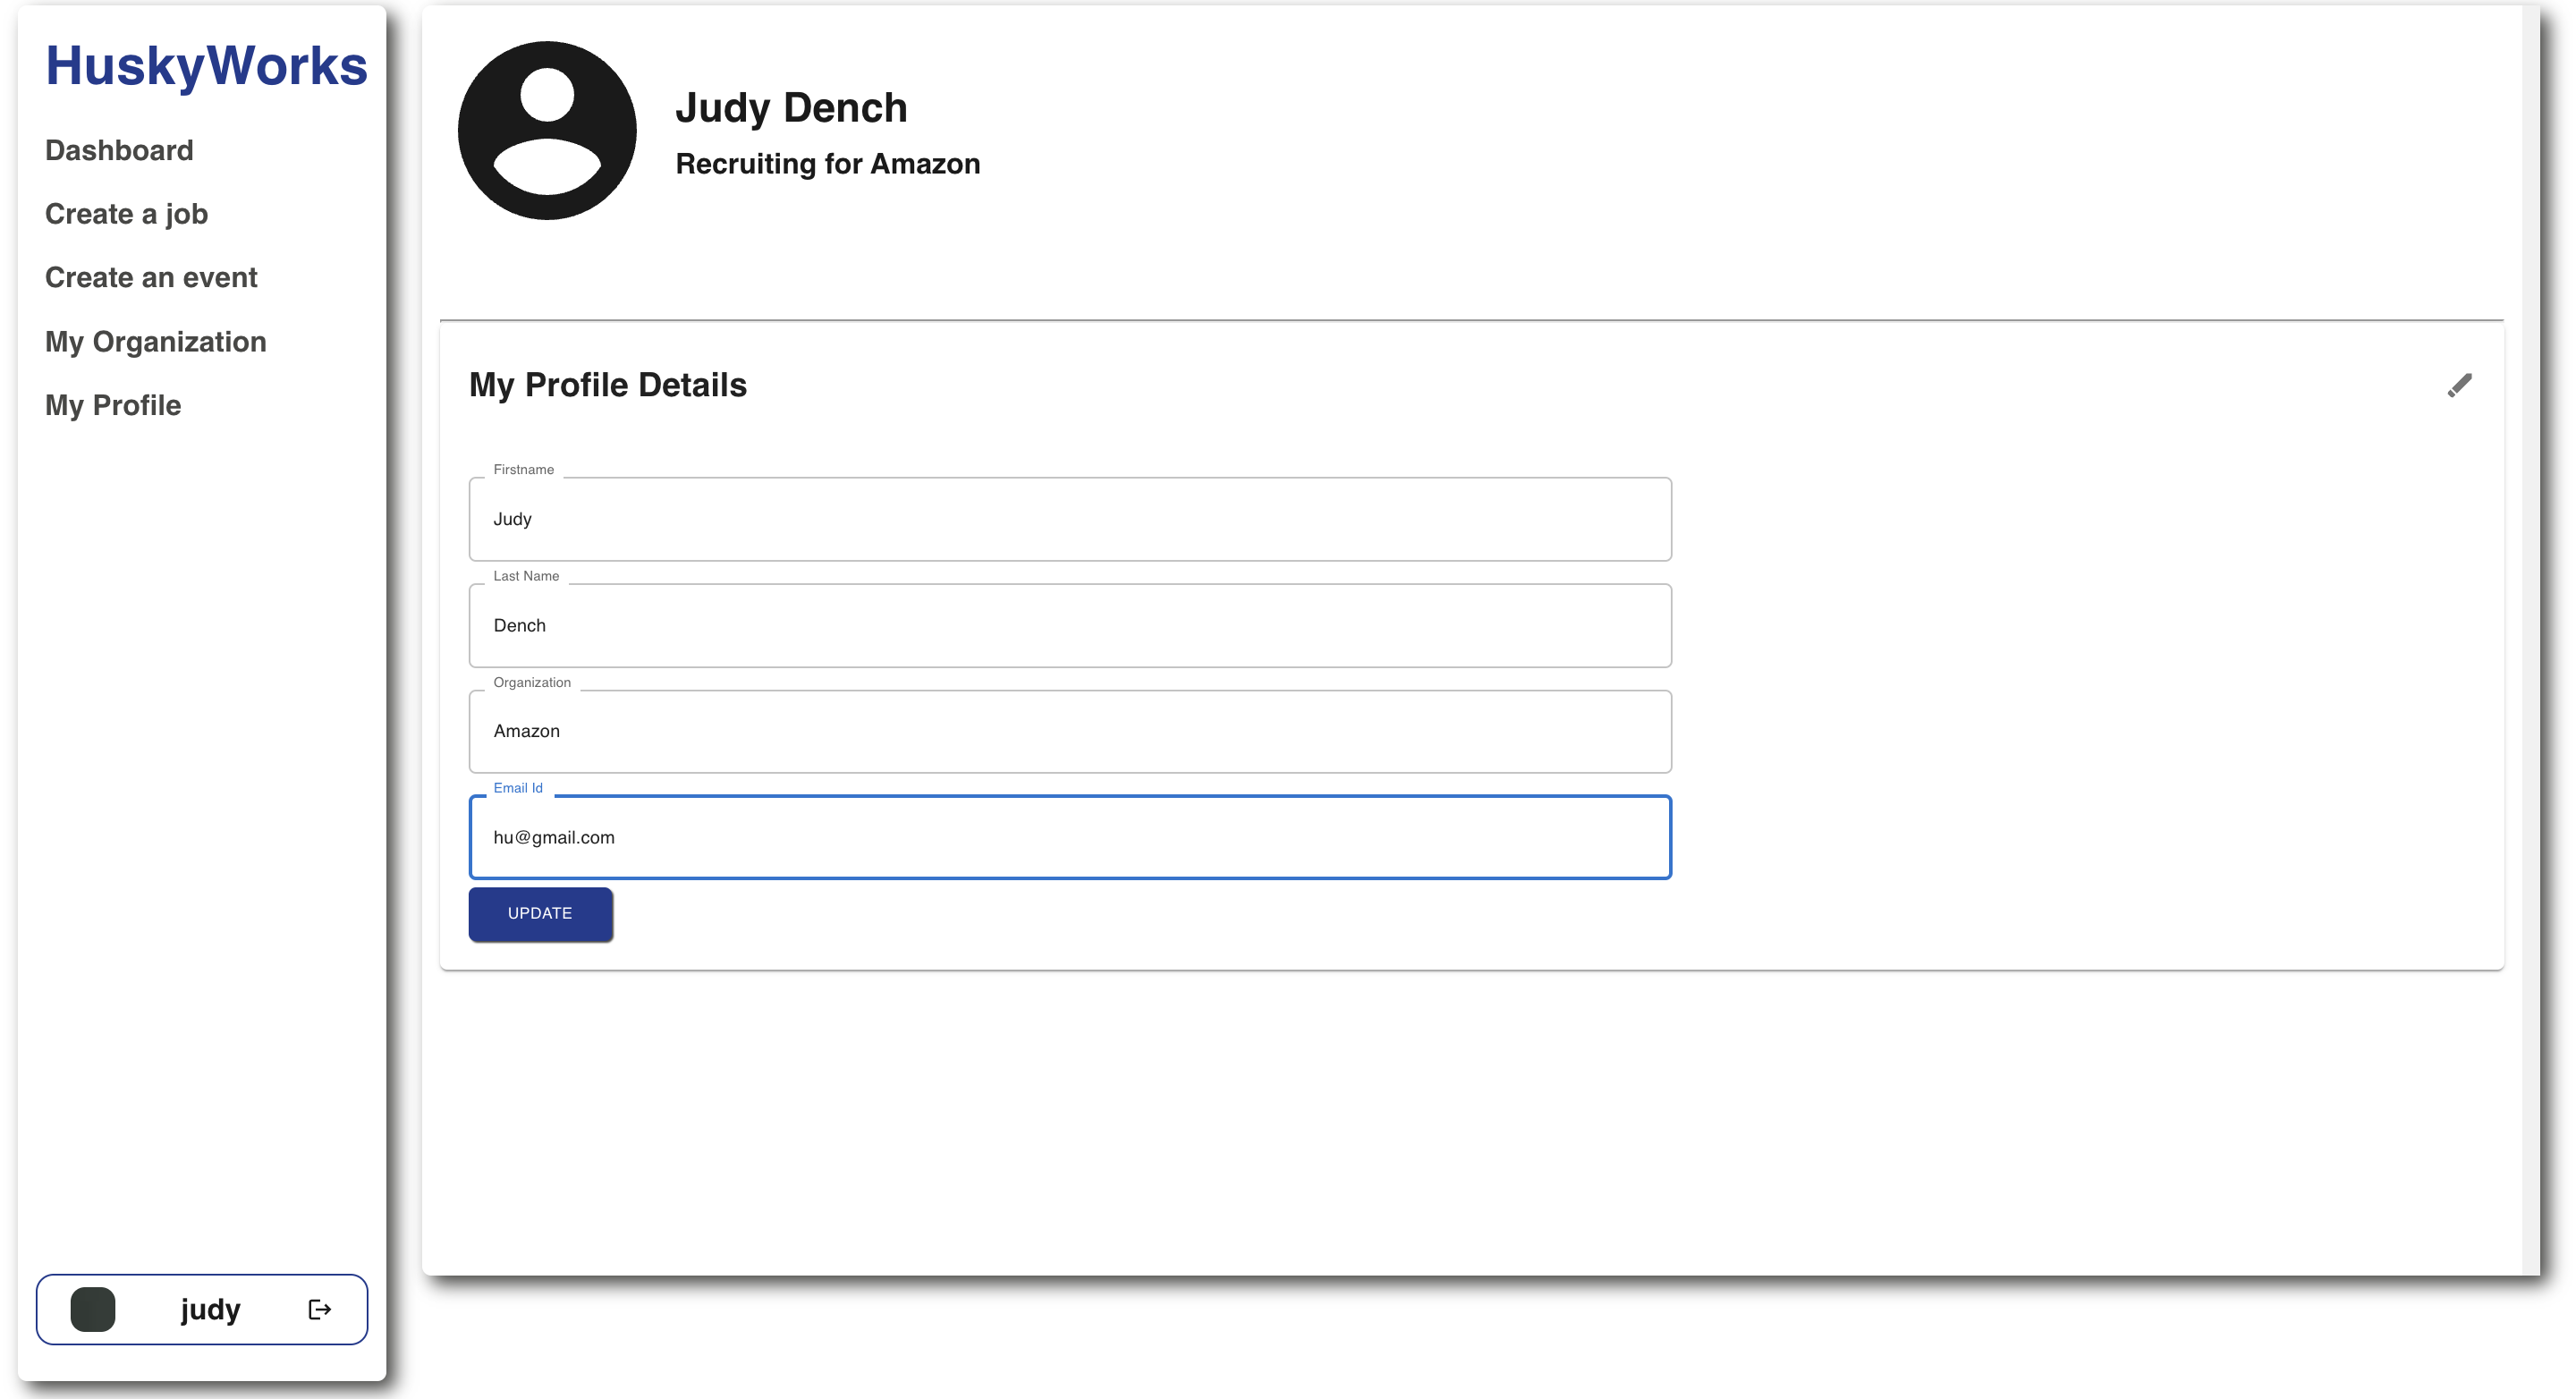 HuskyWorks
Dashboard
Create a job
Create an event
My Organization
My Profile
judy
Judy Dench
Recruiting for Amazon
My Profile Details
Firstname
Judy
Last Name
Dench
Organization
Amazon
Email Id
hu@gmail.com
UPDATE